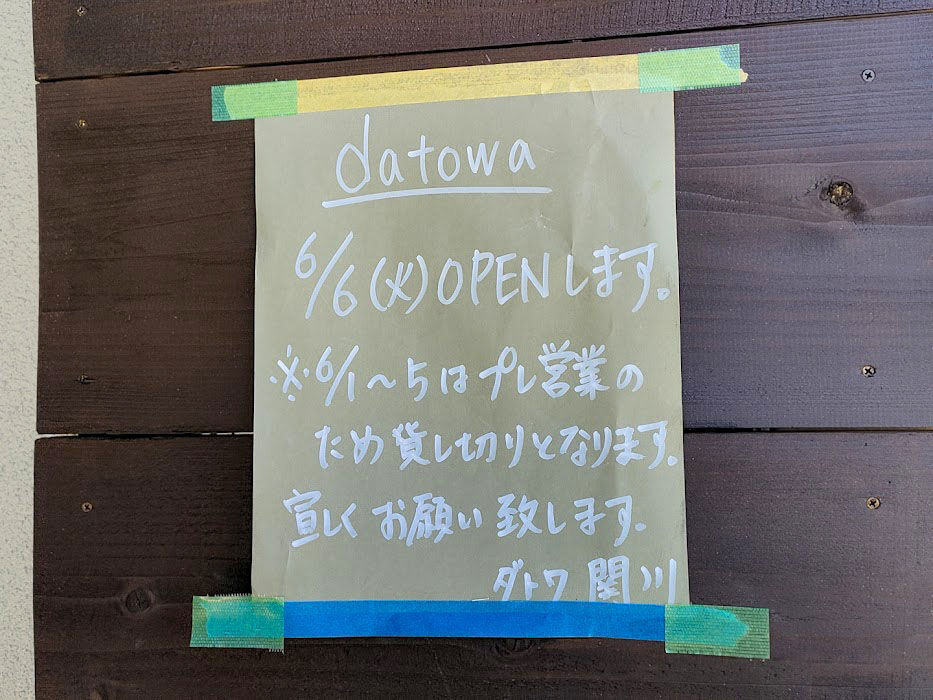 datowa
6/6(火)OPENします。
※6/1〜5はプレ営業の
ため貸し切りとなります。
宜しくお願い致します。
ダトワ 関川